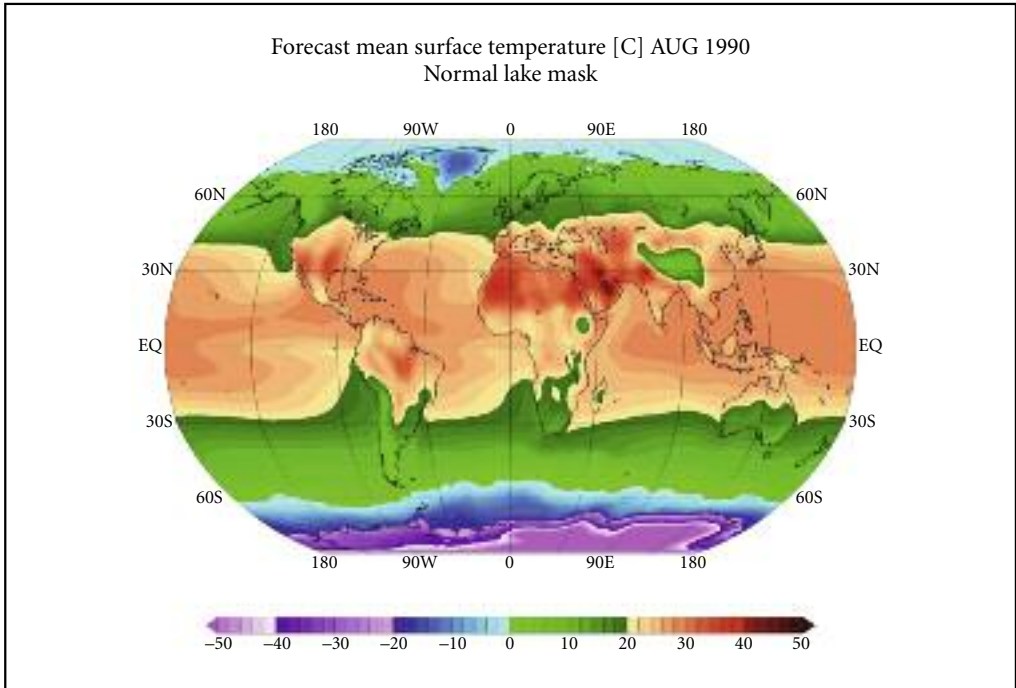 Forecast mean surface temperature [C] AUG 1990
Normal lake mask
180 90W 0 90E 180
60N 60N
30N 30N
EQ EQ
30S 30S
60S 60S
180 90W 0 90E 180
−50 −40 −30 −20 −10 0 10 20 30 40 50